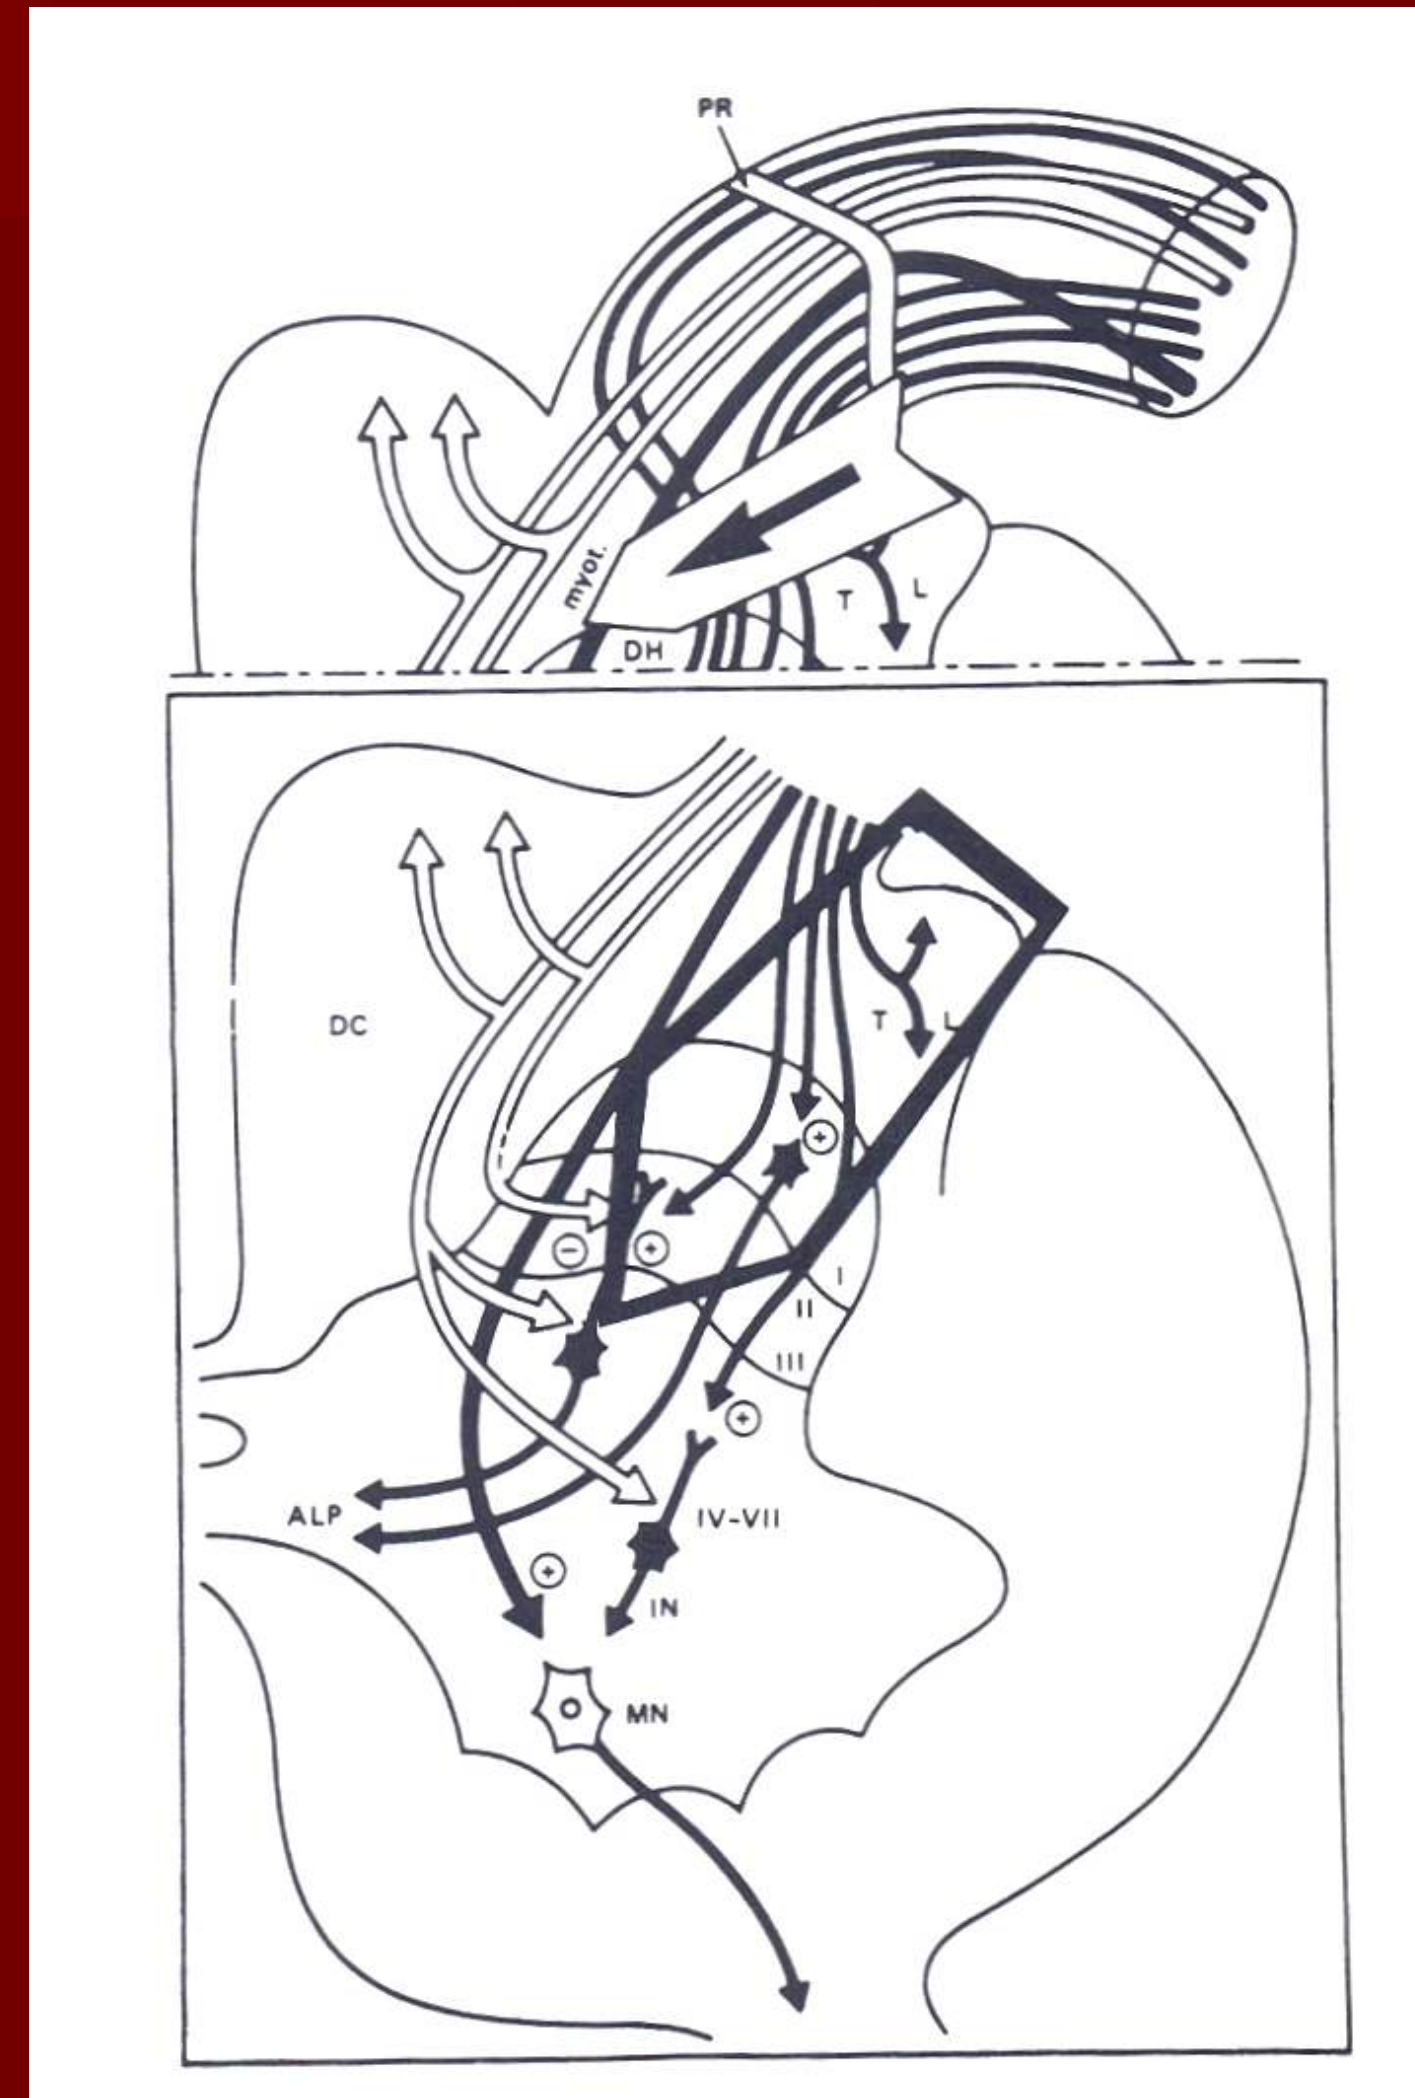 PR
myot.
T
L
DH
DC
T
L
+
−
+
I
II
III
+
ALP
IV-VII
+
IN
MN